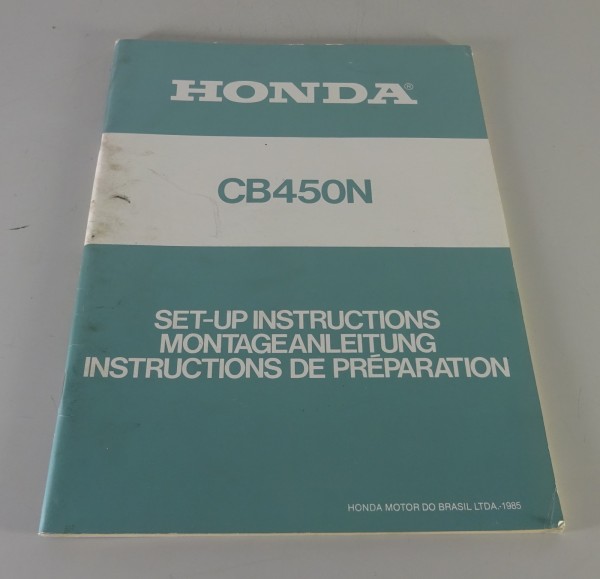 HONDA®
CB450N
SET-UP INSTRUCTIONS
MONTAGEANLEITUNG
INSTRUCTIONS DE PRÉPARATION
HONDA MOTOR DO BRASIL LTDA.-1985